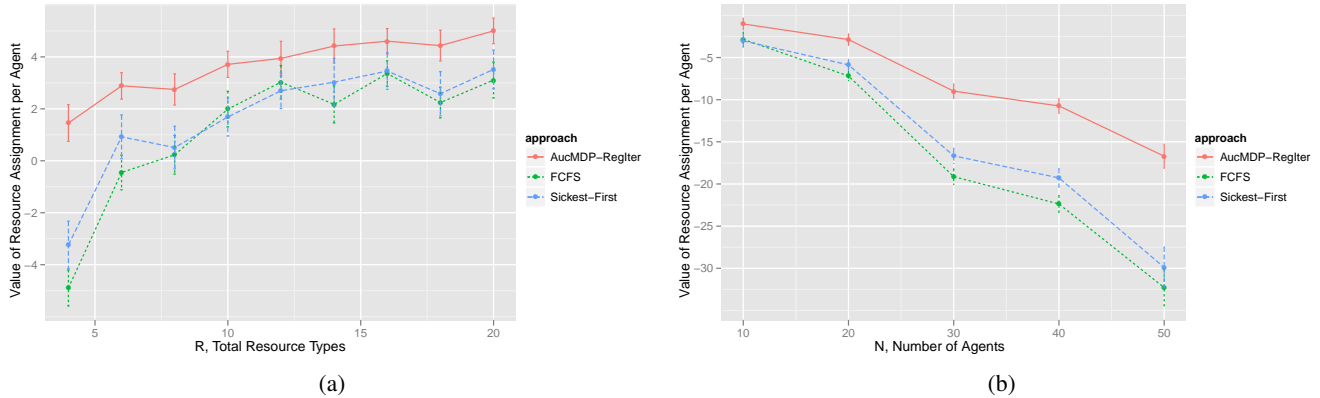 Value of Resource Assignment per Agent
4
2
0
−2
−4
5
10
15
20
R, Total Resource Types
approach
AucMDP−RegIter
FCFS
Sickest−First
(a)
Value of Resource Assignment per Agent
−5
−10
−15
−20
−25
−30
10
20
30
40
50
N, Number of Agents
approach
AucMDP−RegIter
FCFS
Sickest−First
(b)